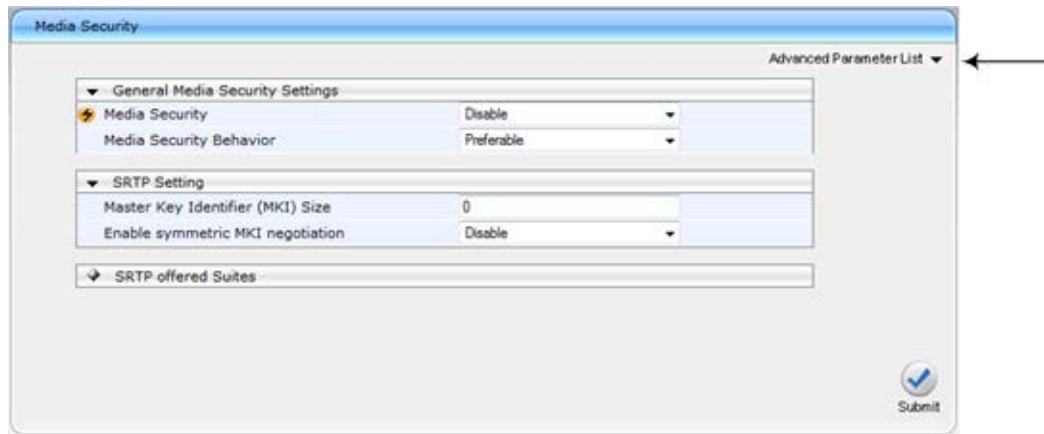 Media Security
Advanced Parameter List
General Media Security Settings
Media Security Disable
Media Security Behavior Preferable
SRTP Setting
Master Key Identifier (MKI) Size 0
Enable symmetric MKI negotiation Disable
SRTP offered Suites
Submit